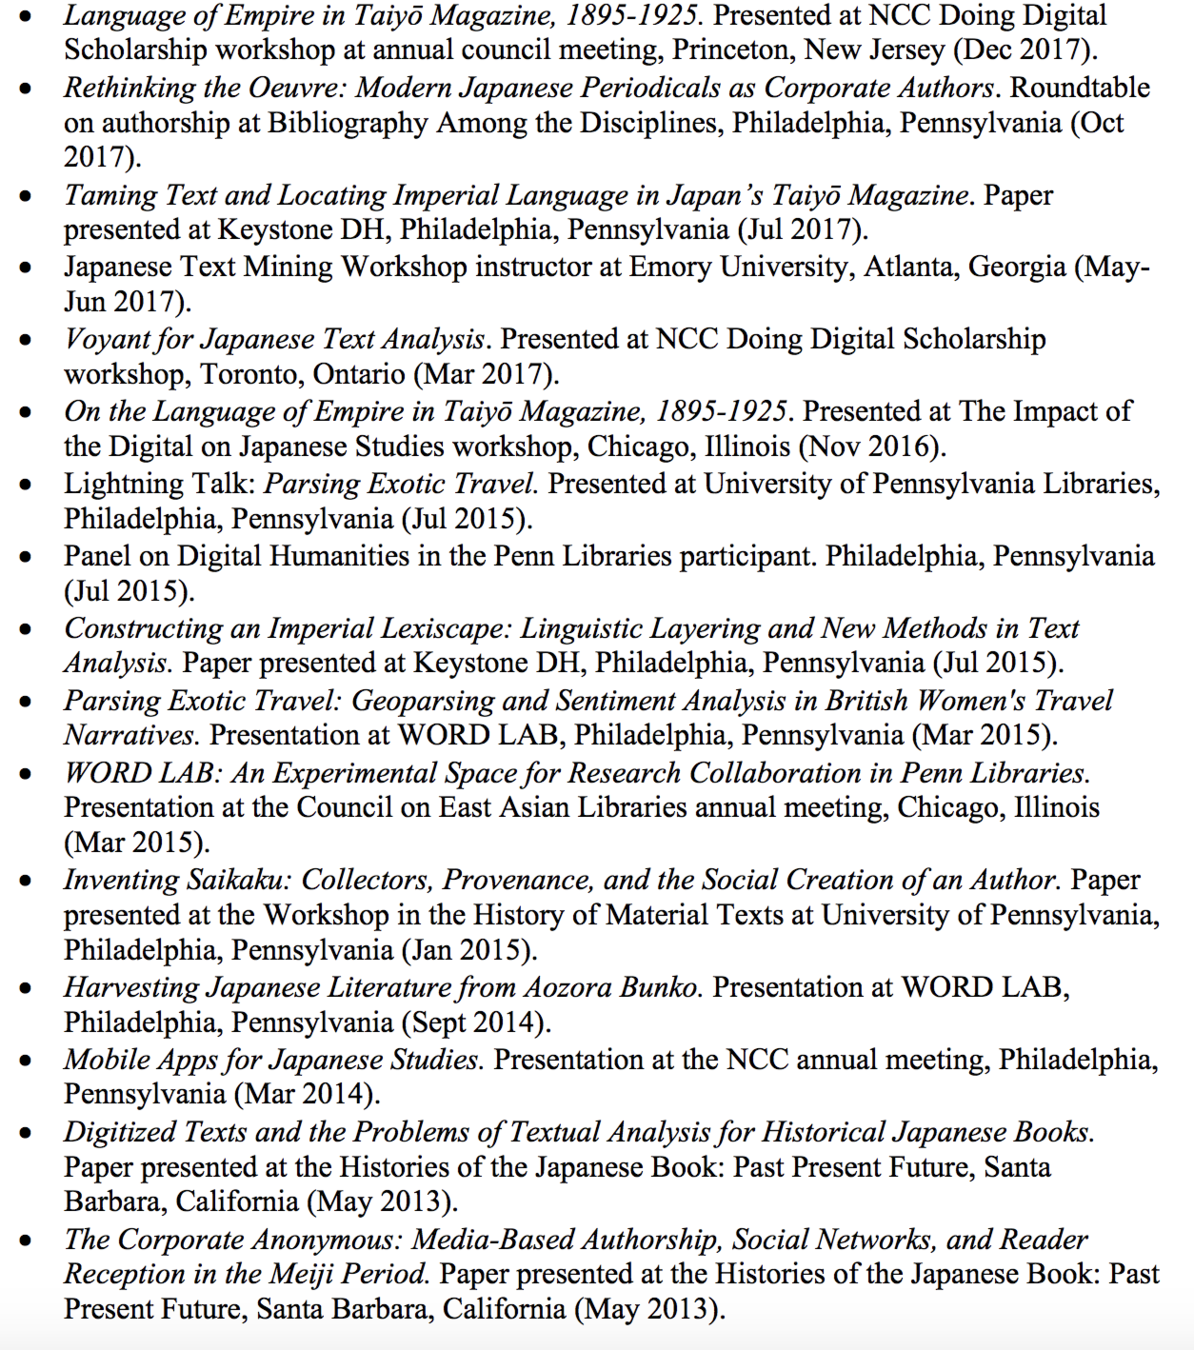 • Language of Empire in Taiyō Magazine, 1895-1925. Presented at NCC Doing Digital
Scholarship workshop at annual council meeting, Princeton, New Jersey (Dec 2017).
• Rethinking the Oeuvre: Modern Japanese Periodicals as Corporate Authors. Roundtable
on authorship at Bibliography Among the Disciplines, Philadelphia, Pennsylvania (Oct
2017).
• Taming Text and Locating Imperial Language in Japan’s Taiyō Magazine. Paper
presented at Keystone DH, Philadelphia, Pennsylvania (Jul 2017).
• Japanese Text Mining Workshop instructor at Emory University, Atlanta, Georgia (May-
Jun 2017).
• Voyant for Japanese Text Analysis. Presented at NCC Doing Digital Scholarship
workshop, Toronto, Ontario (Mar 2017).
• On the Language of Empire in Taiyō Magazine, 1895-1925. Presented at The Impact of
the Digital on Japanese Studies workshop, Chicago, Illinois (Nov 2016).
• Lightning Talk: Parsing Exotic Travel. Presented at University of Pennsylvania Libraries,
Philadelphia, Pennsylvania (Jul 2015).
• Panel on Digital Humanities in the Penn Libraries participant. Philadelphia, Pennsylvania
(Jul 2015).
• Constructing an Imperial Lexiscape: Linguistic Layering and New Methods in Text
Analysis. Paper presented at Keystone DH, Philadelphia, Pennsylvania (Jul 2015).
• Parsing Exotic Travel: Geoparsing and Sentiment Analysis in British Women's Travel
Narratives. Presentation at WORD LAB, Philadelphia, Pennsylvania (Mar 2015).
• WORD LAB: An Experimental Space for Research Collaboration in Penn Libraries.
Presentation at the Council on East Asian Libraries annual meeting, Chicago, Illinois
(Mar 2015).
• Inventing Saikaku: Collectors, Provenance, and the Social Creation of an Author. Paper
presented at the Workshop in the History of Material Texts at University of Pennsylvania,
Philadelphia, Pennsylvania (Jan 2015).
• Harvesting Japanese Literature from Aozora Bunko. Presentation at WORD LAB,
Philadelphia, Pennsylvania (Sept 2014).
• Mobile Apps for Japanese Studies. Presentation at the NCC annual meeting, Philadelphia,
Pennsylvania (Mar 2014).
• Digitized Texts and the Problems of Textual Analysis for Historical Japanese Books.
Paper presented at the Histories of the Japanese Book: Past Present Future, Santa
Barbara, California (May 2013).
• The Corporate Anonymous: Media-Based Authorship, Social Networks, and Reader
Reception in the Meiji Period. Paper presented at the Histories of the Japanese Book: Past
Present Future, Santa Barbara, California (May 2013).